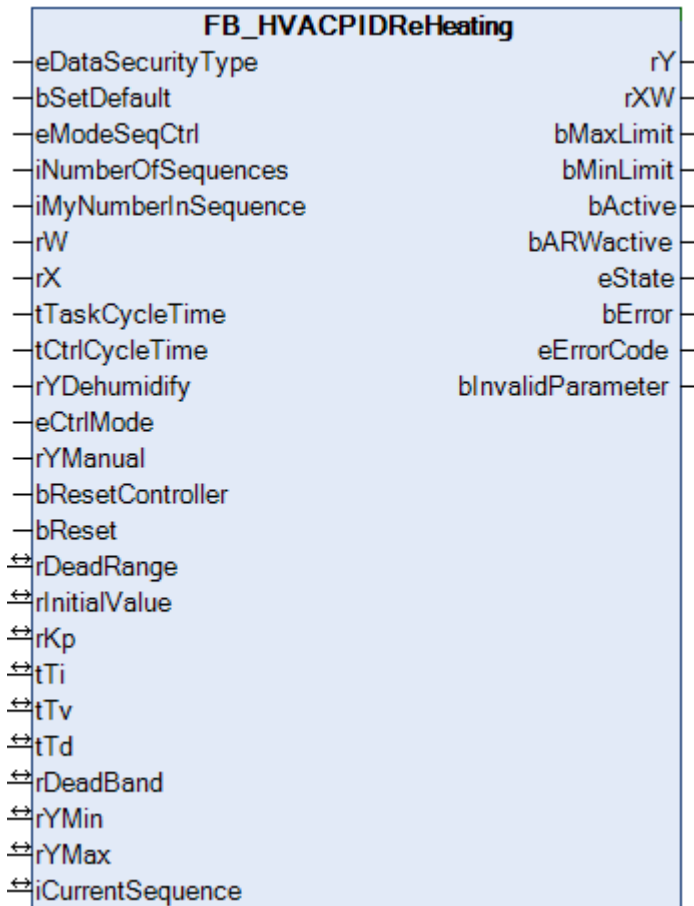 FB_HVACPIDReHeating
eDataSecurityType rY
bSetDefault rXW
eModeSeqCtrl bMaxLimit
iNumberOfSequences bMinLimit
iMyNumberInSequence bActive
rW bARWactive
rX eState
tTaskCycleTime bError
tCtrlCycleTime eErrorCode
rYDehumidify bInvalidParameter
eCtrlMode
rYManual
bResetController
bReset
rDeadRange
rInitialValue
rKp
tTi
tTv
tTd
rDeadBand
rYMin
rYMax
iCurrentSequence